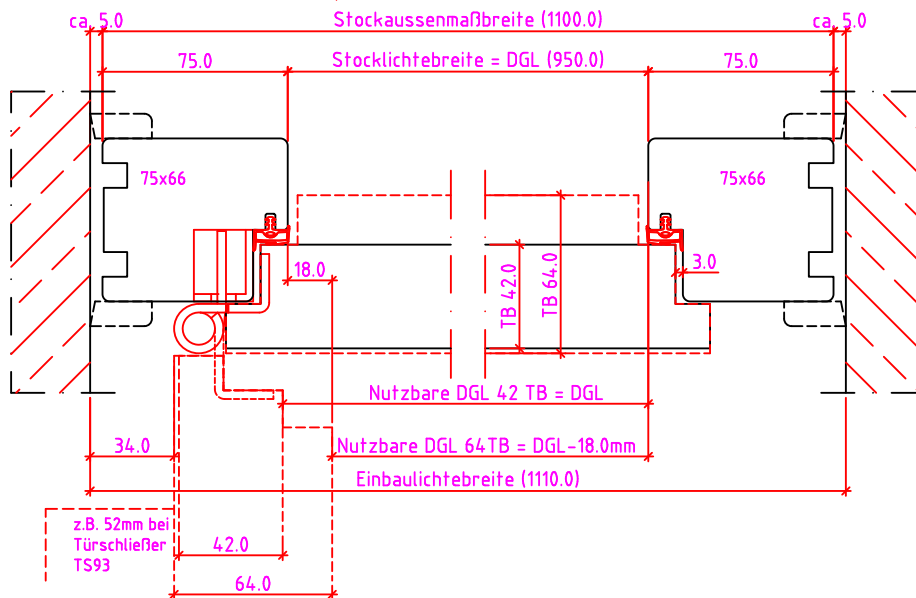 ca. 5.0
Stockaussenmaßbreite (1100.0)
ca. 5.0
75.0
Stocklichtebreite = DGL (950.0)
75.0
75x66
75x66
18.0
TB 42.0
TB 64.0
3.0
Nutzbare DGL 42 TB = DGL
34.0
Nutzbare DGL 64TB = DGL-18.0mm
Einbaulichtebreite (1110.0)
z.B. 52mm bei
Türschließer
TS93
42.0
64.0